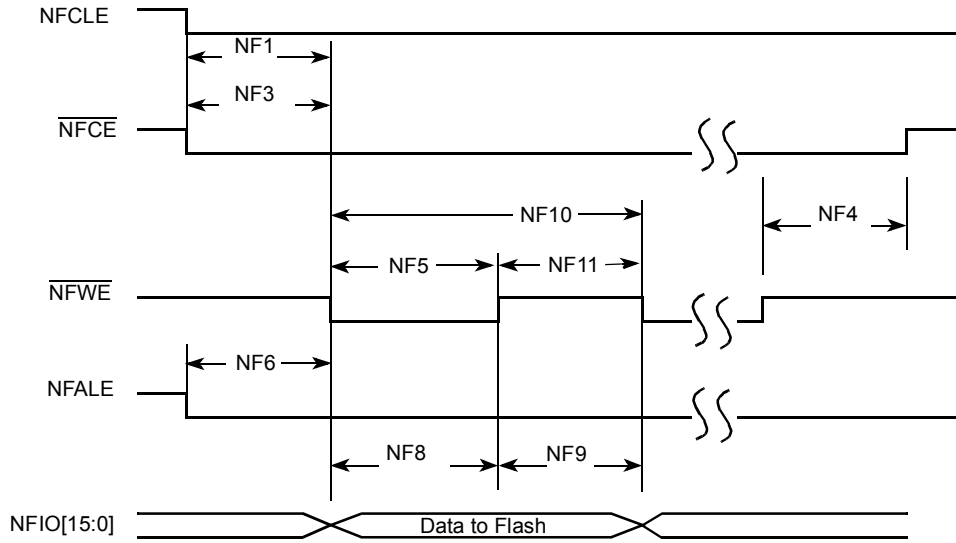 NFCLE
NF1
NF3
NFCE
NF10
NF4
NF5
NF11
NFWE
NF6
NFALE
NF8
NF9
NFIO[15:0]
Data to Flash